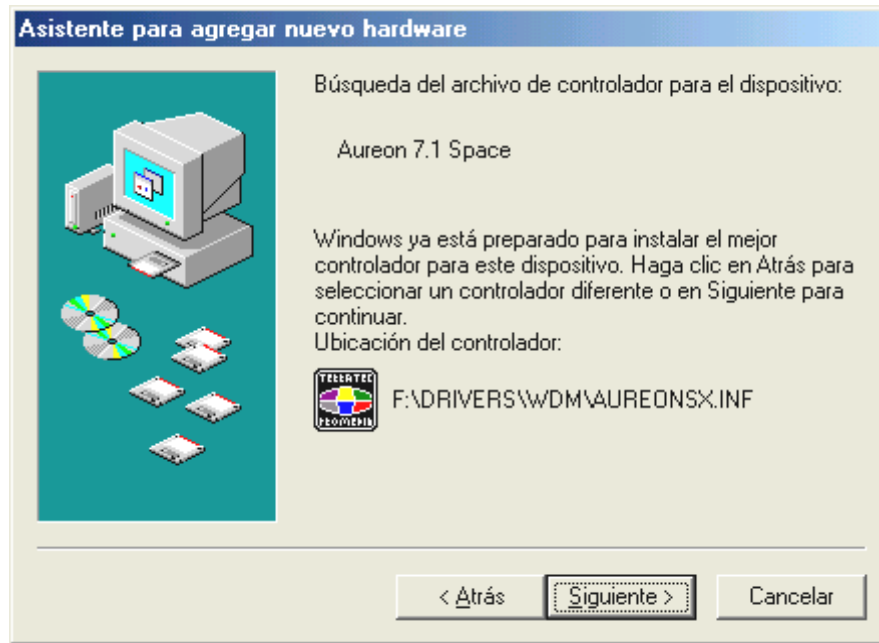 Asistente para agregar nuevo hardware
Búsqueda del archivo de controlador para el dispositivo:
Aureon 7.1 Space
Windows ya está preparado para instalar el mejor
controlador para este dispositivo. Haga clic en Atrás para
seleccionar un controlador diferente o en Siguiente para
continuar.
Ubicación del controlador:
TERRATEC
PROMEDIA
F:\DRIVERS\WDM\AUREONSX.INF
< Atrás
Siguiente >
Cancelar